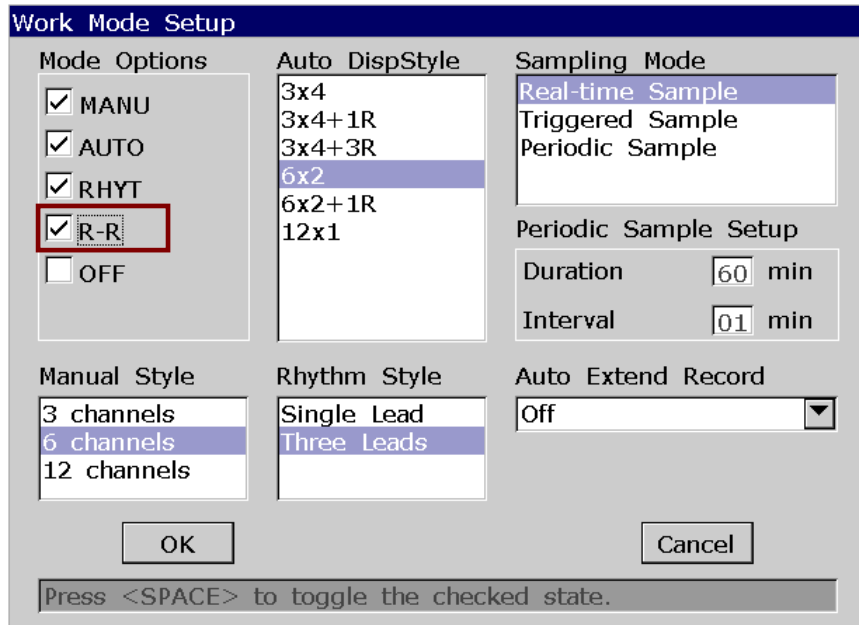 Work Mode Setup
Mode Options
MANU
AUTO
RHYT
R-R
OFF
Auto DispStyle
3x4
3x4+1R
3x4+3R
6x2
6x2+1R
12x1
Sampling Mode
Real-time Sample
Triggered Sample
Periodic Sample
Periodic Sample Setup
Duration 60 min
Interval 01 min
Manual Style
3 channels
6 channels
12 channels
Rhythm Style
Single Lead
Three Leads
Auto Extend Record
Off
OK
Cancel
Press <SPACE> to toggle the checked state.